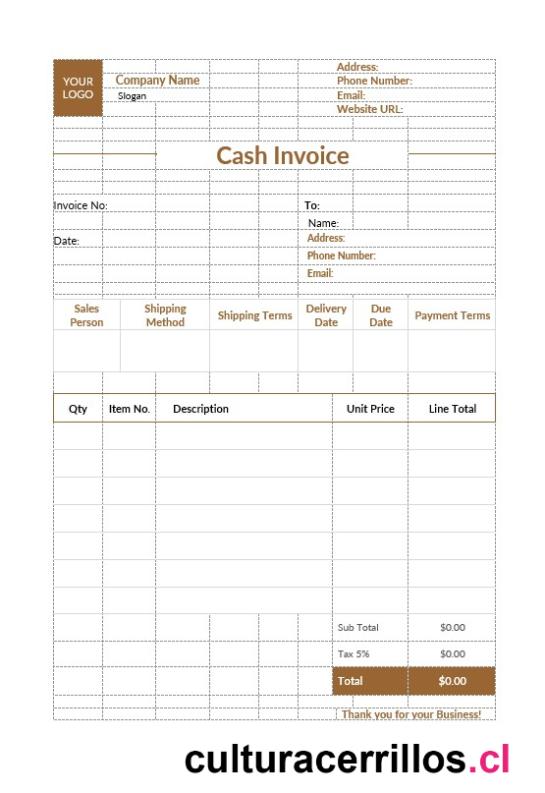 YOUR
LOGO
Company Name
Slogan
Address:
Phone Number:
Email:
Website URL:
Cash Invoice
Invoice No:
Date:
To:
Name:
Address:
Phone Number:
Email:
Sales Person Shipping Method Shipping Terms Delivery Date Due Date Payment Terms
Qty Item No. Description Unit Price Line Total
Sub Total $0.00
Tax 5% $0.00
Total $0.00
Thank you for your Business!
culturacerrillos.cl